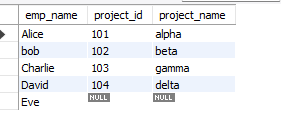 emp_name project_id project_name
Alice 101 alpha
bob 102 beta
Charlie 103 gamma
David 104 delta
Eve NULL NULL